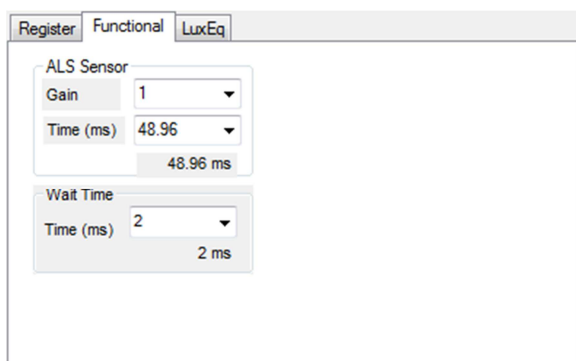 Register Functional LuxEq
ALS Sensor
Gain 1
Time (ms) 48.96
48.96 ms
Wait Time
Time (ms) 2
2 ms